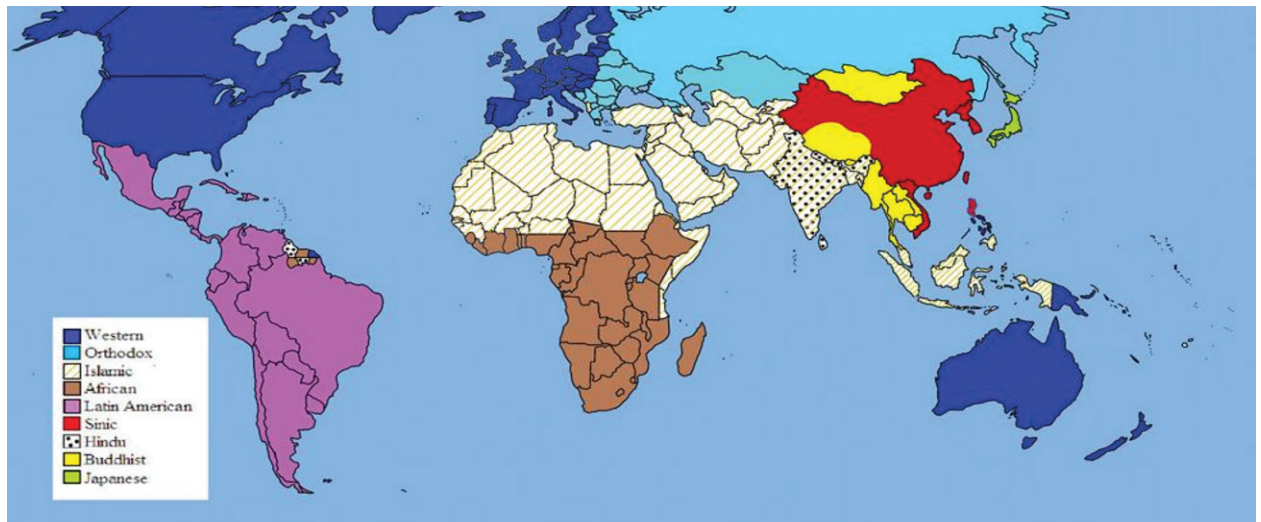 Western
Orthodox
Islamic
African
Latin American
Sinic
Hindu
Buddhist
Japanese